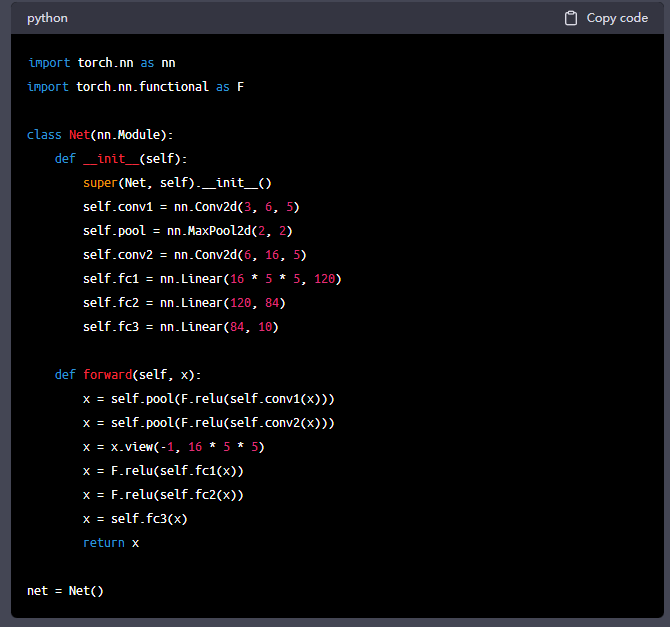 python
Copy code
import torch.nn as nn
import torch.nn.functional as F
class Net(nn.Module):
    def __init__(self):
        super(Net, self).__init__()
        self.conv1 = nn.Conv2d(3, 6, 5)
        self.pool = nn.MaxPool2d(2, 2)
        self.conv2 = nn.Conv2d(6, 16, 5)
        self.fc1 = nn.Linear(16 * 5 * 5, 120)
        self.fc2 = nn.Linear(120, 84)
        self.fc3 = nn.Linear(84, 10)
    def forward(self, x):
        x = self.pool(F.relu(self.conv1(x)))
        x = self.pool(F.relu(self.conv2(x)))
        x = x.view(-1, 16 * 5 * 5)
        x = F.relu(self.fc1(x))
        x = F.relu(self.fc2(x))
        x = self.fc3(x)
        return x
net = Net()